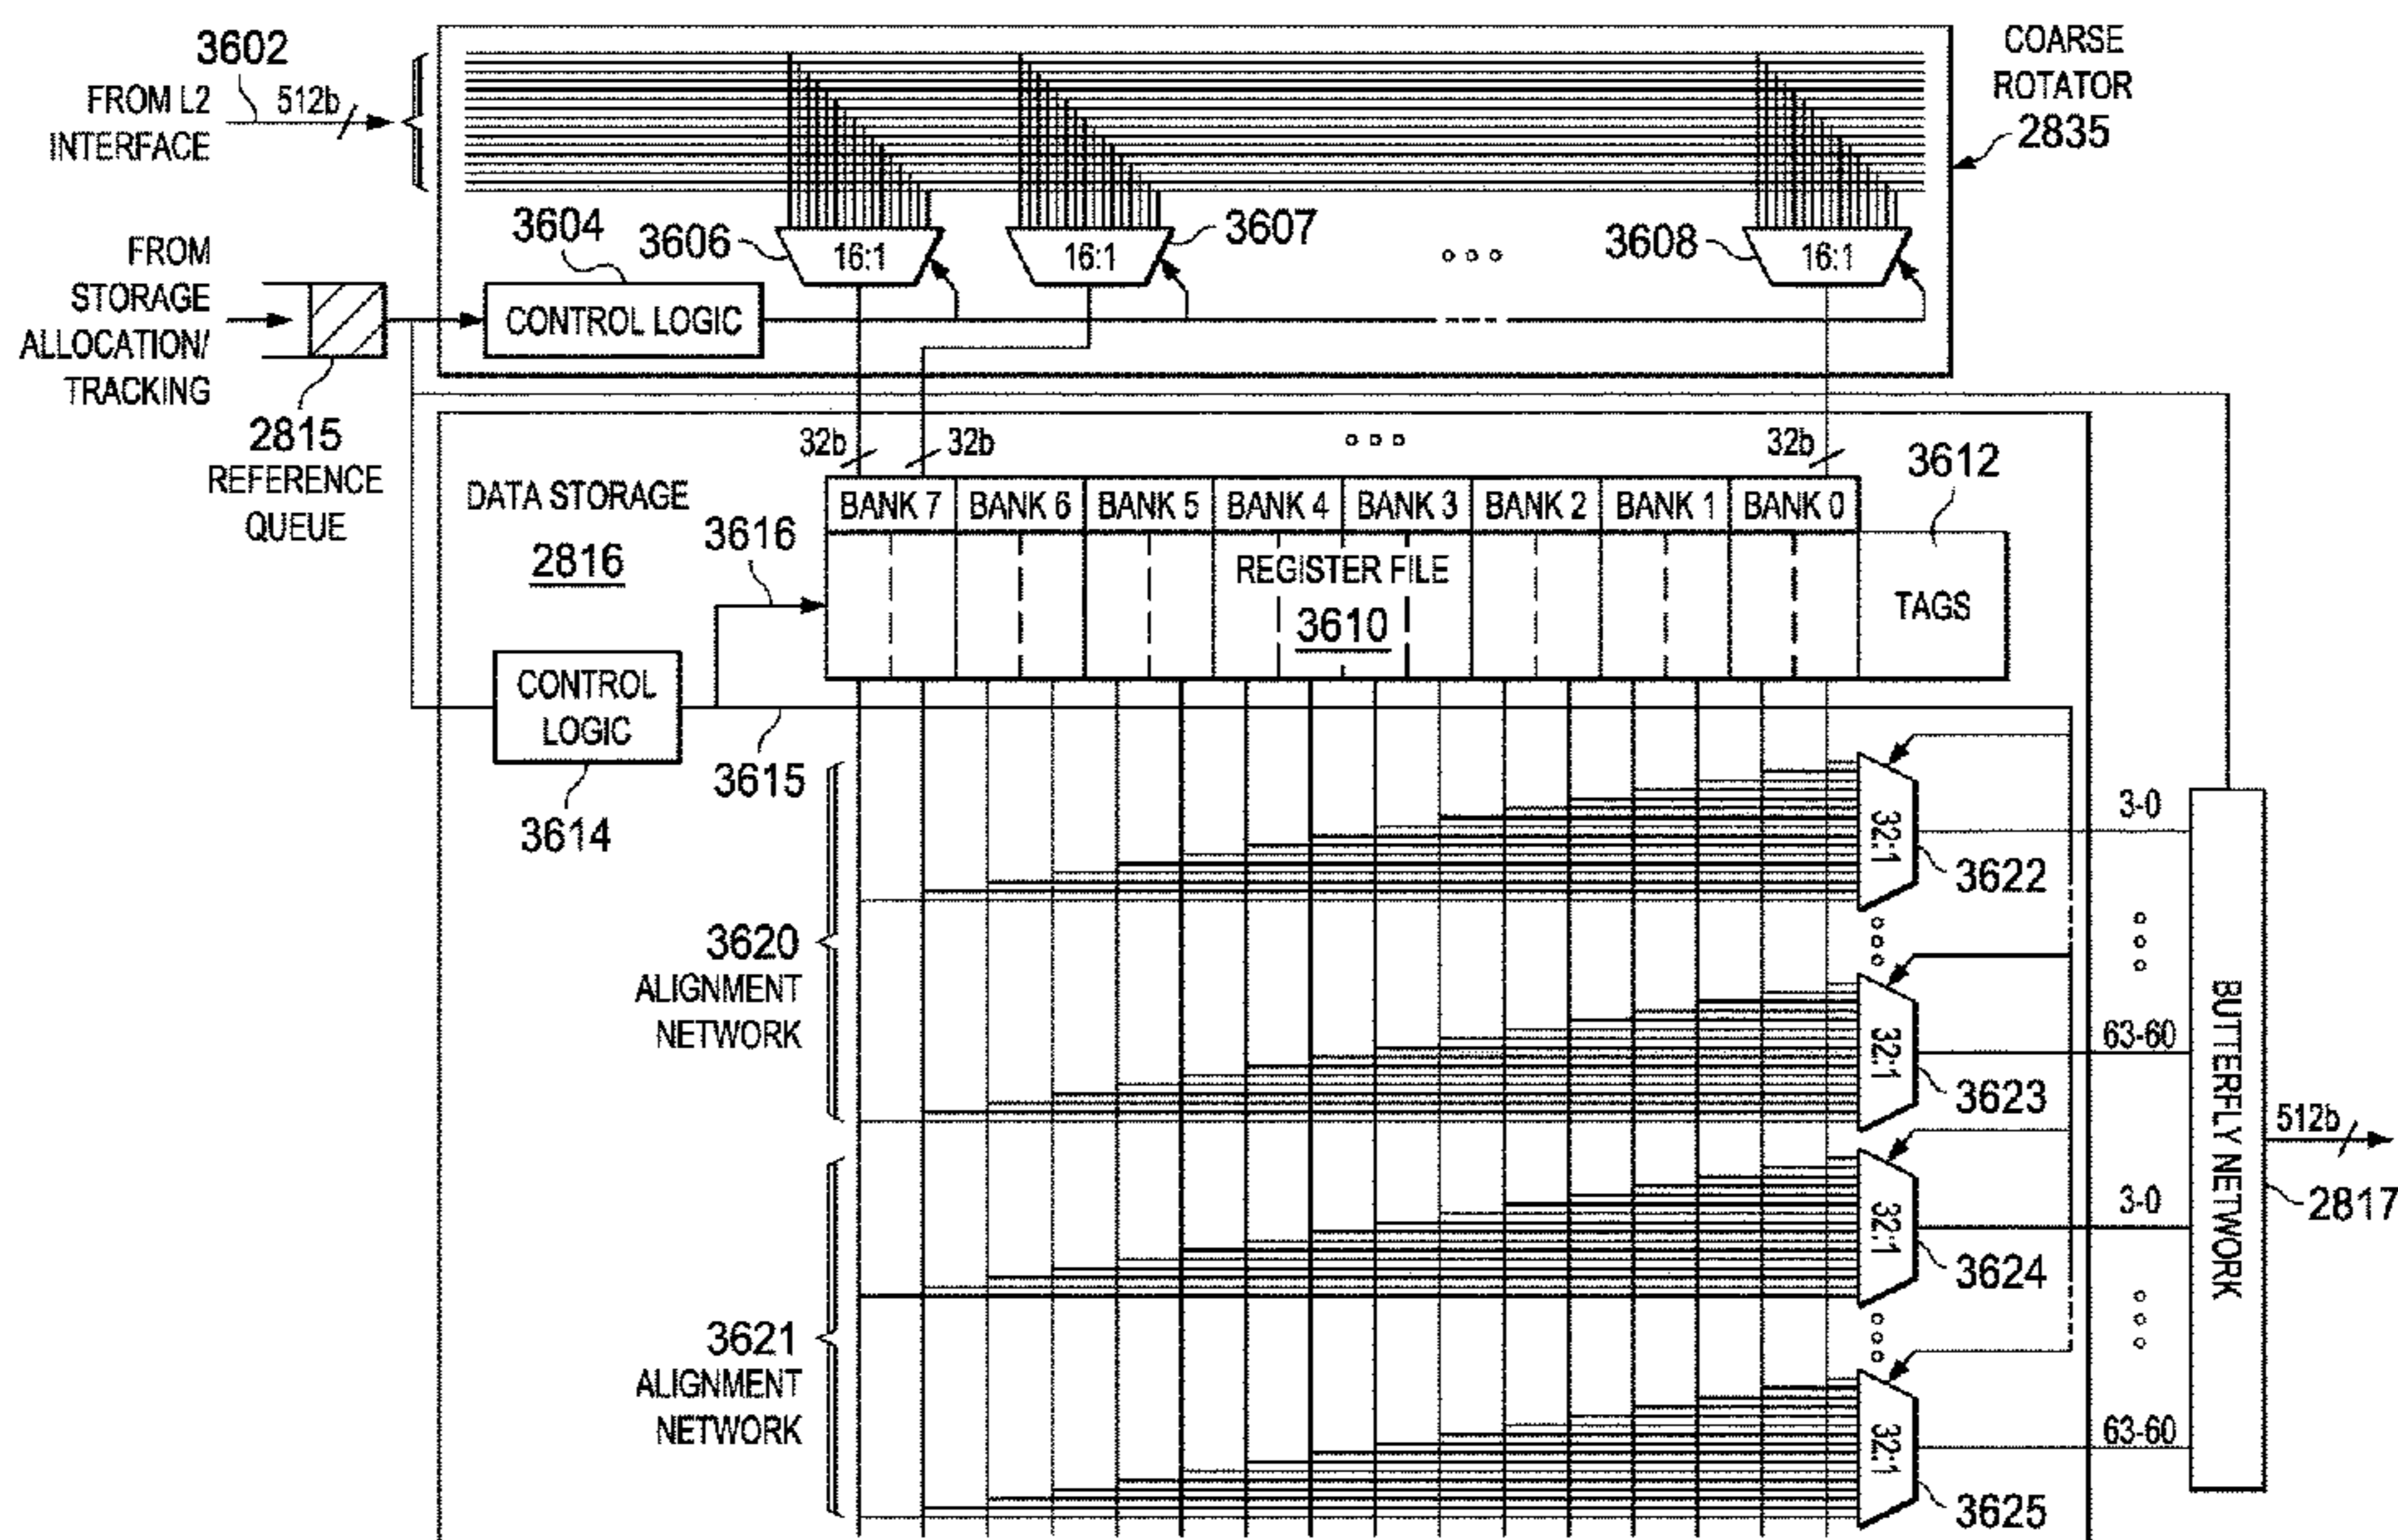 3602
FROM L2
INTERFACE
512b
COARSE
ROTATOR
2835
FROM
STORAGE
ALLOCATION/
TRACKING
2815
REFERENCE
QUEUE
3604
CONTROL LOGIC
3606
16:1
16:1
3607
3608
16:1
DATA STORAGE
2816
32b
32b
32b
3612
BANK 7
BANK 6
BANK 5
BANK 4
BANK 3
BANK 2
BANK 1
BANK 0
REGISTER FILE
3610
TAGS
3616
CONTROL
LOGIC
3614
3615
3620
ALIGNMENT
NETWORK
32:1
3622
3-0
32:1
3623
63-60
3621
ALIGNMENT
NETWORK
32:1
3624
3-0
32:1
3625
63-60
BUTTERFLY NETWORK
512b
2817